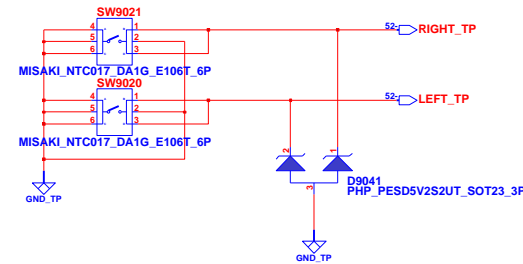 SW9021
4 1
5 2
6 3
52 RIGHT_TP
MISAKI_NTC017_DA1G_E106T_6P
SW9020
4 1
5 2
6 3
52 LEFT_TP
MISAKI_NTC017_DA1G_E106T_6P
2 1
D9041
PHP_PESD5V2S2UT_SOT23_3P
3
GND_TP
GND_TP